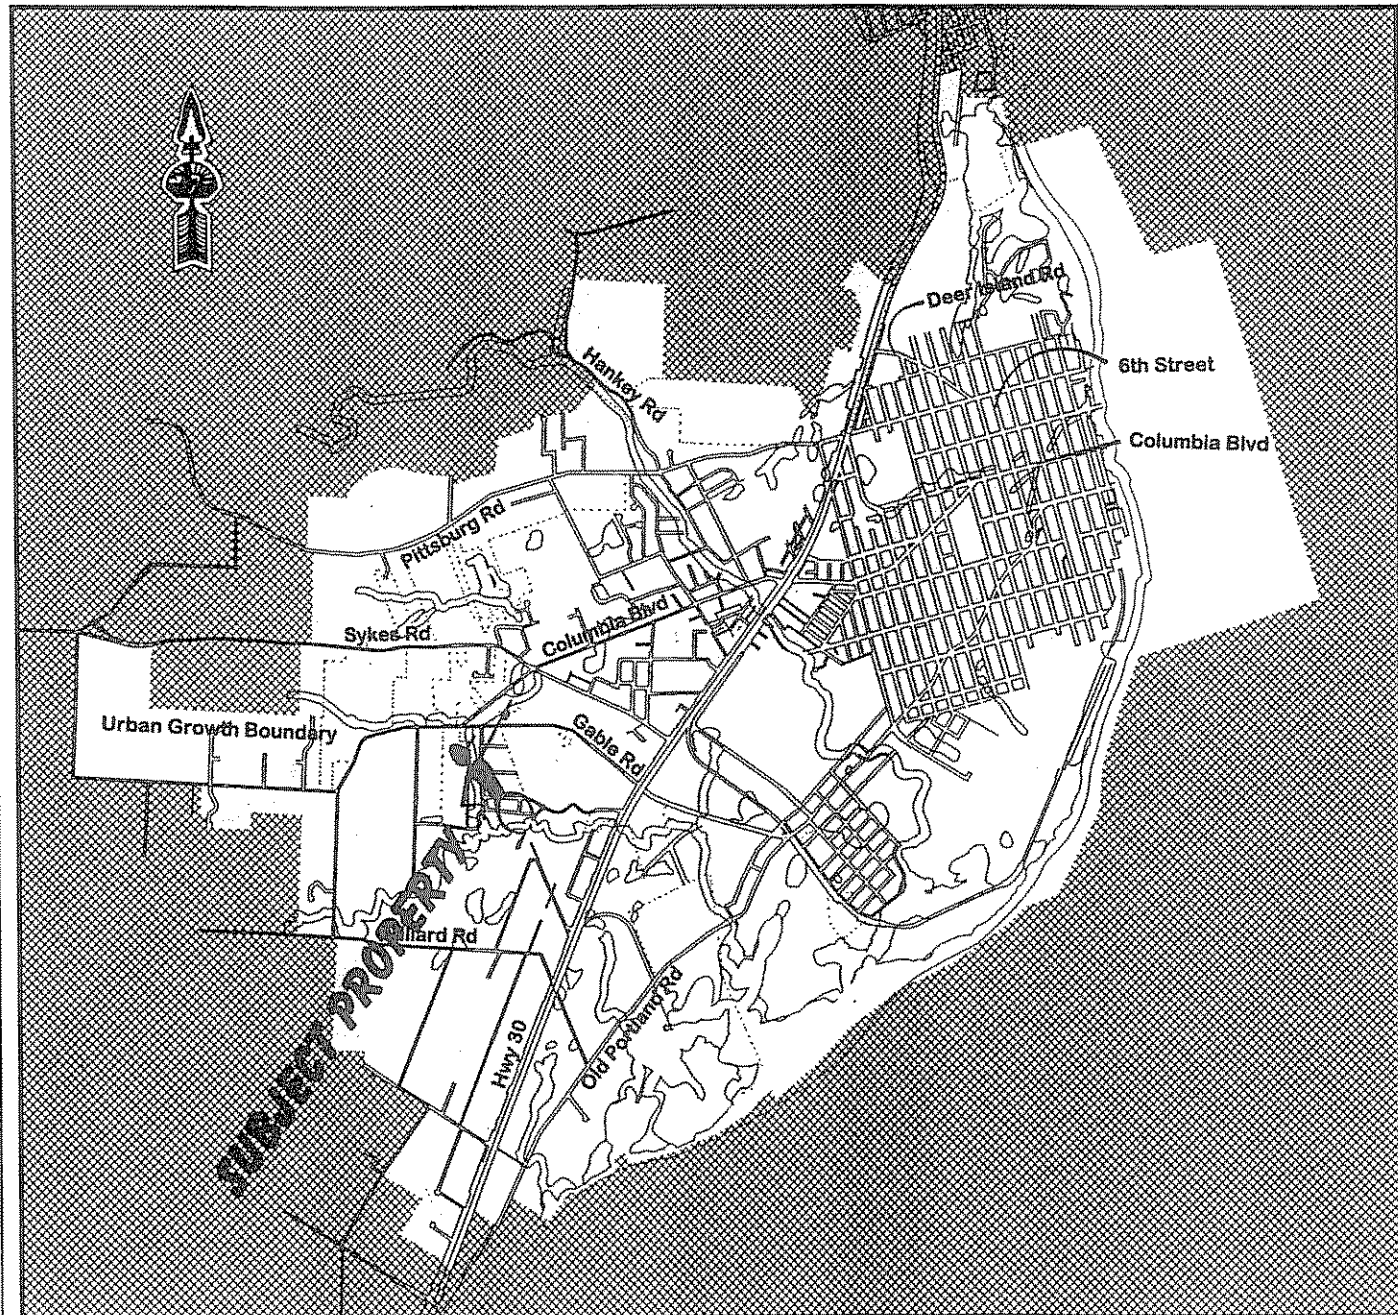 Deer Island Rd
6th Street
Hankey Rd
Columbia Blvd
Pittsburg Rd
Sykes Rd
Columbia Blvd
Urban Growth Boundary
Gable Rd
SUBJECT PROPERTY
Rd
Hwy 30
Old Portland Rd